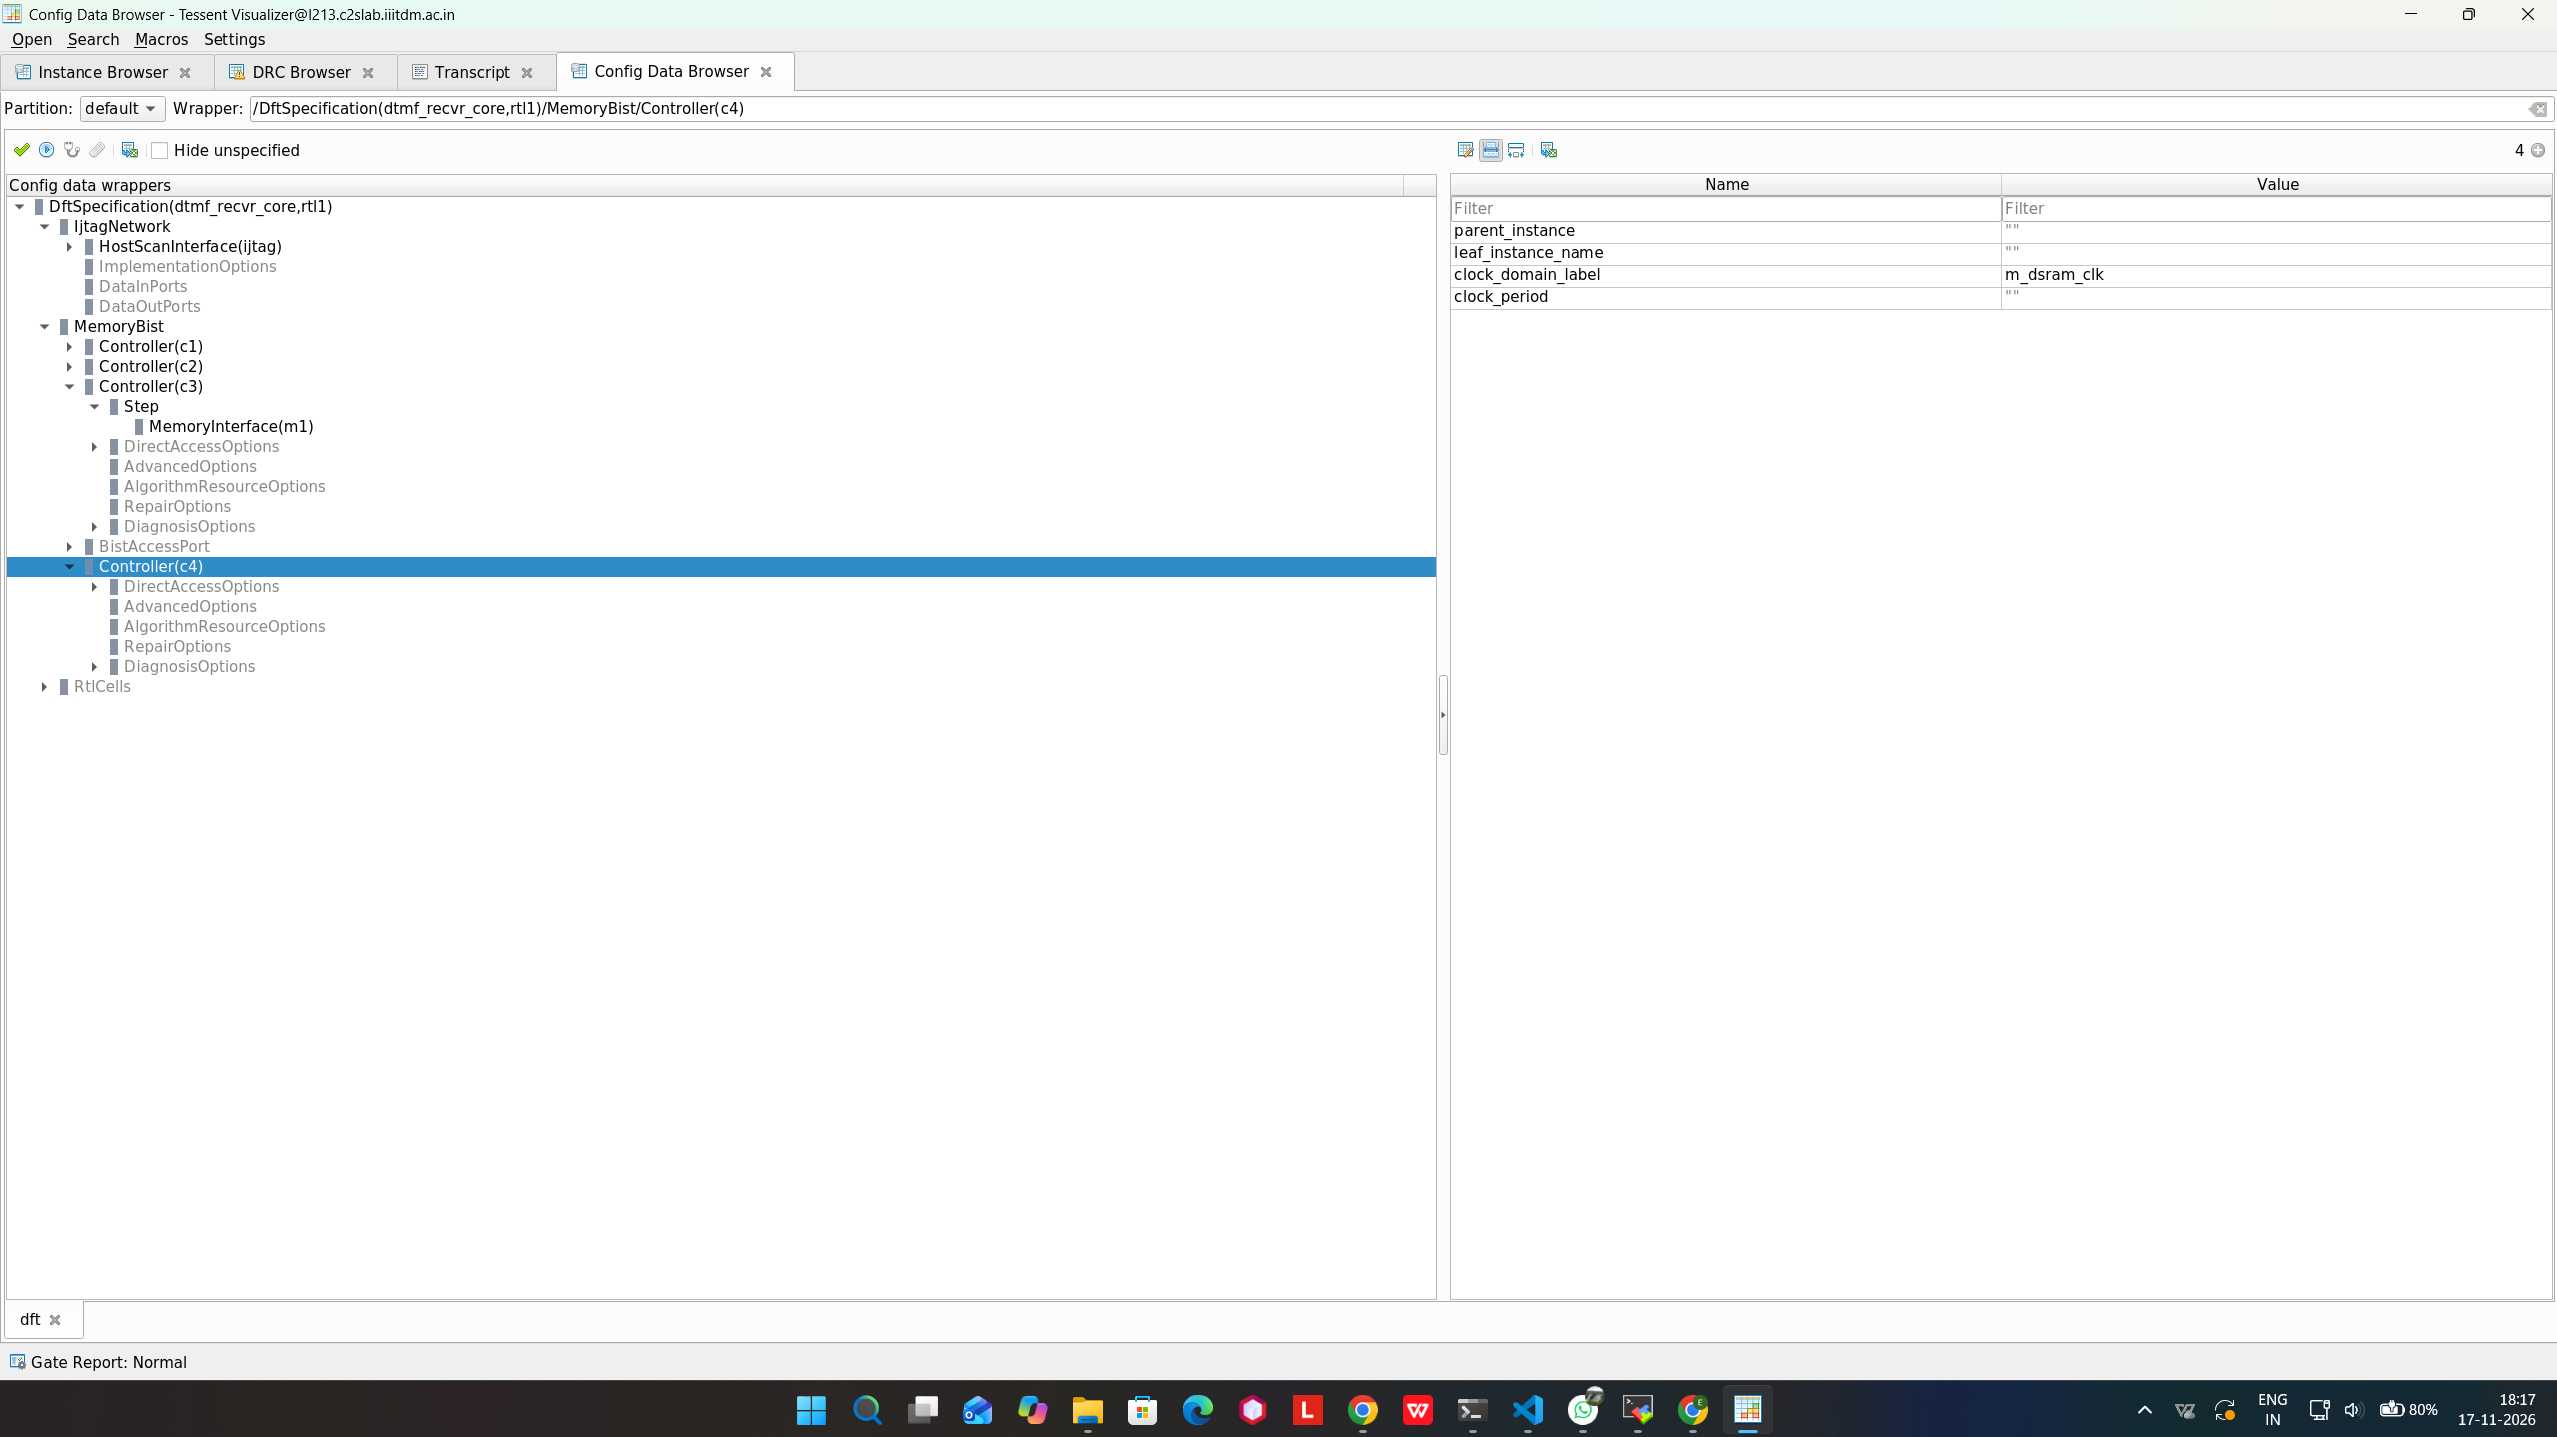 Config Data Browser - Tessent Visualizer@l213.c2slab.iiitdm.ac.in
Open Search Macros Settings
Instance Browser DRC Browser Transcript Config Data Browser
Partition: default Wrapper: /DftSpecification(dtmf_recvr_core,rtl1)/MemoryBist/Controller(c4)
Hide unspecified
4
Config data wrappers
DftSpecification(dtmf_recvr_core,rtl1)
IjtagNetwork
HostScanInterface(ijtag)
ImplementationOptions
DataInPorts
DataOutPorts
MemoryBist
Controller(c1)
Controller(c2)
Controller(c3)
Step
MemoryInterface(m1)
DirectAccessOptions
AdvancedOptions
AlgorithmResourceOptions
RepairOptions
DiagnosisOptions
BistAccessPort
Controller(c4)
DirectAccessOptions
AdvancedOptions
AlgorithmResourceOptions
RepairOptions
DiagnosisOptions
RtlCells
Name Value
Filter Filter
parent_instance ""
leaf_instance_name ""
clock_domain_label m_dsram_clk
clock_period ""
dft
Gate Report: Normal
ENG
IN
80%
18:17
17-11-2026